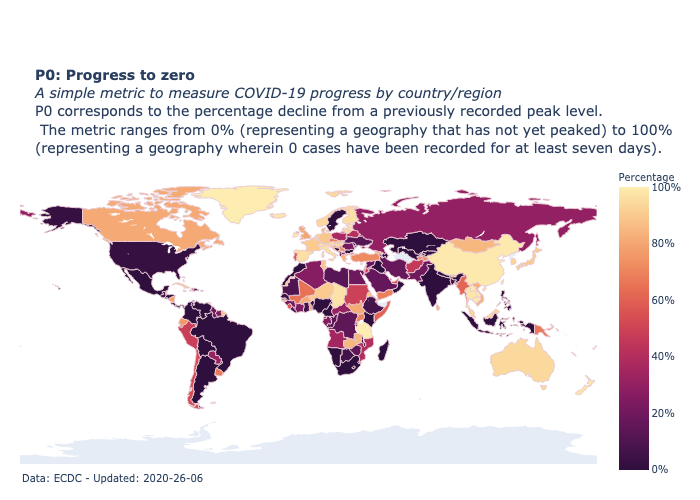 P0: Progress to zero
A simple metric to measure COVID-19 progress by country/region
P0 corresponds to the percentage decline from a previously recorded peak level.
The metric ranges from 0% (representing a geography that has not yet peaked) to 100%
(representing a geography wherein 0 cases have been recorded for at least seven days).
Percentage
100%
80%
60%
40%
20%
0%
Data: ECDC - Updated: 2020-26-06